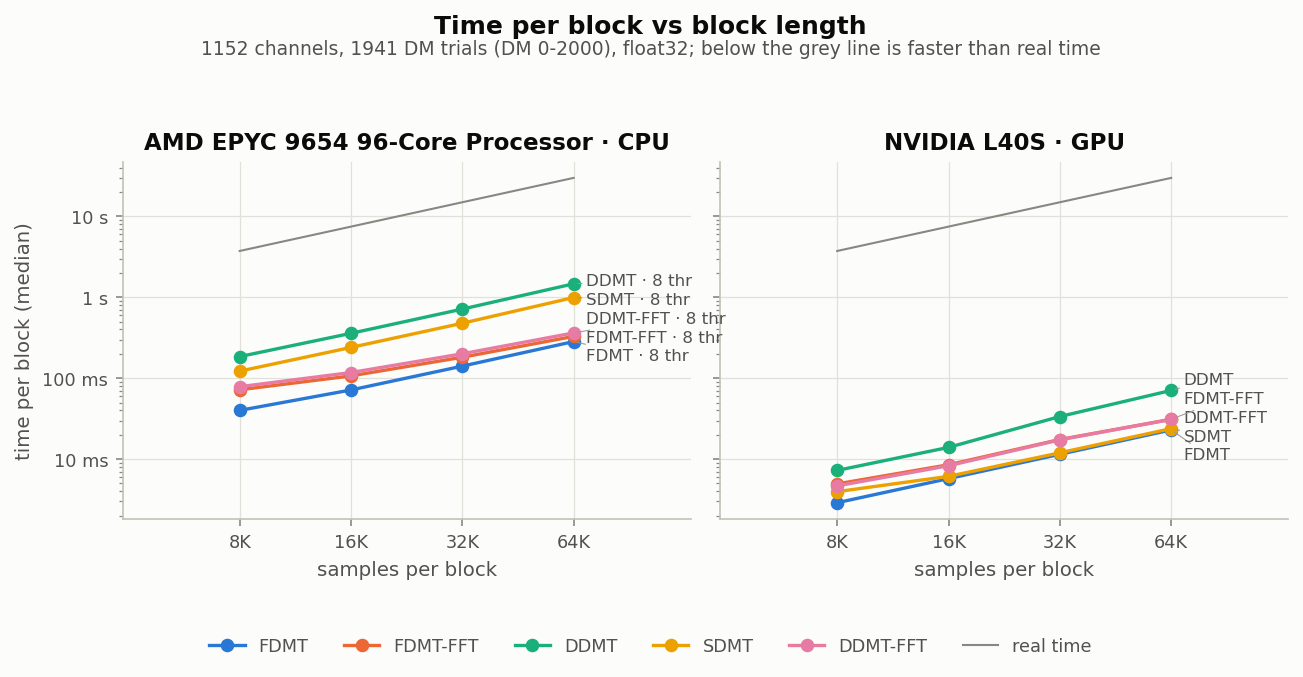 Time per block vs block length
1152 channels, 1941 DM trials (DM 0-2000), float32; below the grey line is faster than real time
AMD EPYC 9654 96-Core Processor · CPU
time per block (median)
10 s
1 s
100 ms
10 ms
DDMT · 8 thr
SDMT · 8 thr
DDMT-FFT · 8 thr
FDMT-FFT · 8 thr
FDMT · 8 thr
8K
16K
32K
64K
samples per block
NVIDIA L40S · GPU
DDMT
FDMT-FFT
DDMT-FFT
SDMT
FDMT
8K
16K
32K
64K
samples per block
FDMT
FDMT-FFT
DDMT
SDMT
DDMT-FFT
real time